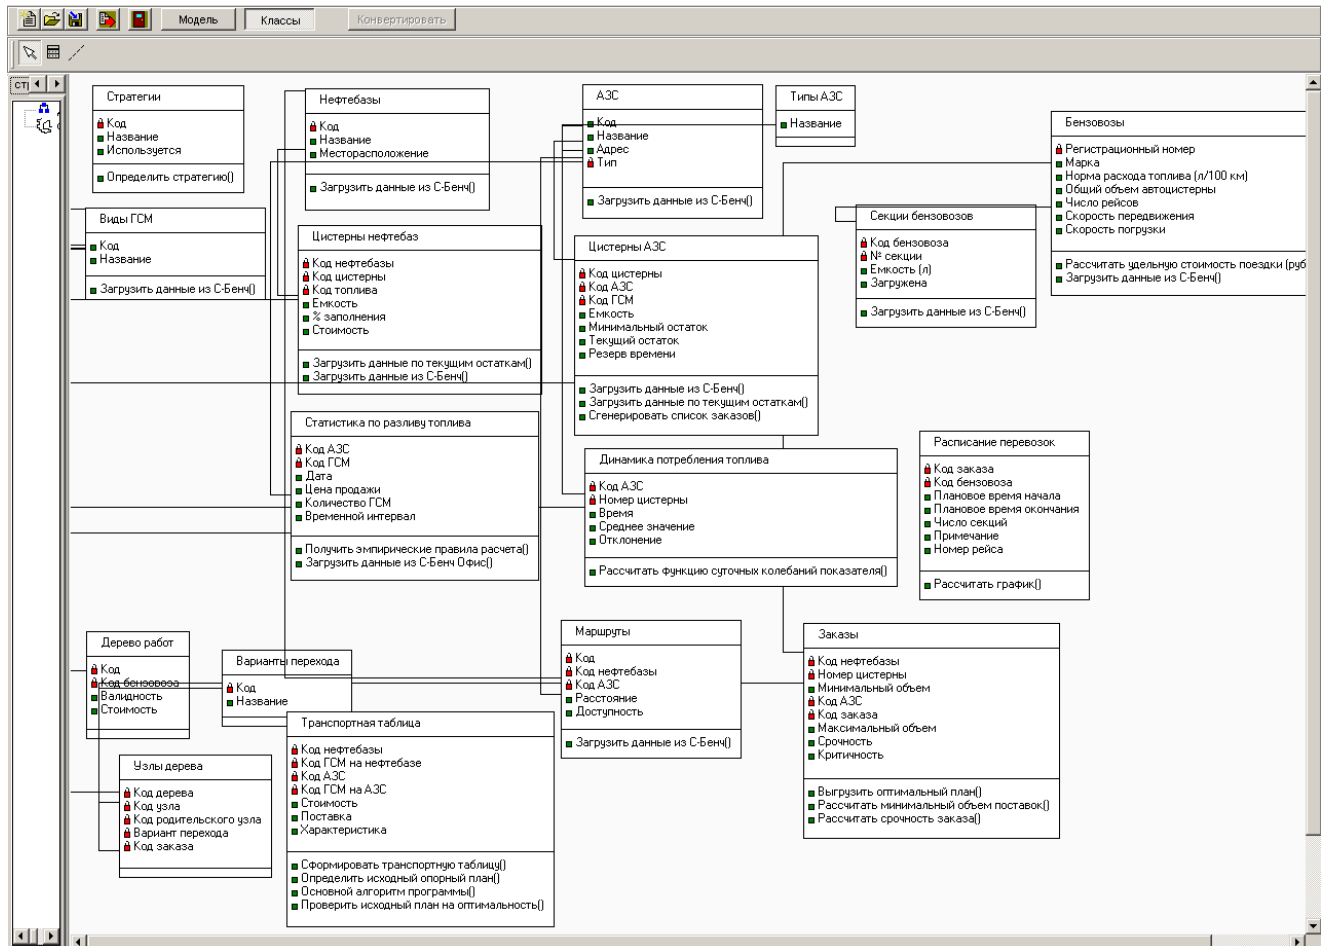 Модель
Классы
Конвертировать
Стратегии
Код
Название
Используется
Определить стратегию()
Нефтебазы
Код
Название
Месторасположение
Загрузить данные из С-Бенч()
АЗС
Код
Название
Адрес
Тип
Загрузить данные из С-Бенч()
Типы АЗС
Название
Бензовозы
Регистрационный номер
Марка
Норма расхода топлива (л/100 км)
Общий объем автоцистерны
Число рейсов
Скорость передвижения
Скорость погрузки
Рассчитать удельную стоимость поездки (руб
Загрузить данные из С-Бенч()
Виды ГСМ
Код
Название
Загрузить данные из С-Бенч()
Цистерны нефтебаз
Код нефтебазы
Код цистерны
Код топлива
Емкость
% заполнения
Стоимость
Загрузить данные по текущим остаткам()
Загрузить данные из С-Бенч()
Цистерны АЗС
Код цистерны
Код АЗС
Код ГСМ
Емкость
Минимальный остаток
Текущий остаток
Резерв времени
Загрузить данные из С-Бенч()
Загрузить данные по текущим остаткам()
Сгенерировать список заказов()
Секции бензовозов
Код бензовоза
№ секции
Емкость (л)
Загружена
Загрузить данные из С-Бенч()
Статистика по разливу топлива
Код АЗС
Код ГСМ
Дата
Цена продажи
Количество ГСМ
Временной интервал
Получить эмпирические правила расчета()
Загрузить данные из С-Бенч Офис()
Динамика потребления топлива
Код АЗС
Номер цистерны
Время
Среднее значение
Отклонение
Рассчитать функцию суточных колебаний показателя()
Расписание перевозок
Код заказа
Код бензовоза
Плановое время начала
Плановое время окончания
Число секций
Примечание
Номер рейса
Рассчитать график()
Дерево работ
Код
Код бензовоза
Валидность
Стоимость
Варианты перехода
Код
Название
Маршруты
Код
Код нефтебазы
Код АЗС
Расстояние
Доступность
Загрузить данные из С-Бенч()
Заказы
Код нефтебазы
Номер цистерны
Минимальный объем
Код АЗС
Код заказа
Максимальный объем
Срочность
Критичность
Выгрузить оптимальный план()
Рассчитать минимальный объем поставок()
Рассчитать срочность заказа()
Узлы дерева
Код дерева
Код узла
Код родительского узла
Вариант перехода
Код заказа
Транспортная таблица
Код нефтебазы
Код ГСМ на нефтебазе
Код АЗС
Код ГСМ на АЗС
Стоимость
Поставка
Характеристика
Сформировать транспортную таблицу()
Определить исходный опорный план()
Основной алгоритм программы()
Проверить исходный план на оптимальность()